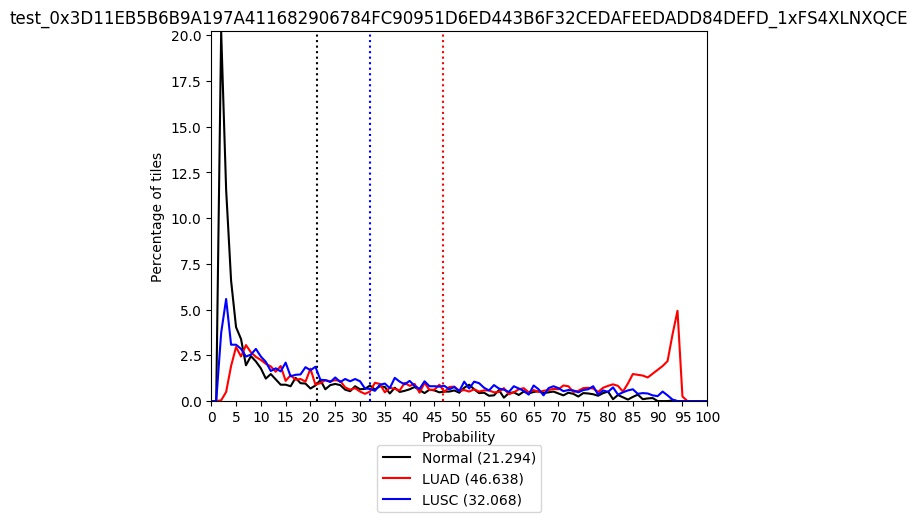 test_0x3D11EB5B6B9A197A411682906784FC90951D6ED443B6F32CEDAFEEDADD84DEFD_1xFS4XLNXQCE
20.0
17.5
15.0
12.5
10.0
7.5
5.0
2.5
0.0
Percentage of tiles
0 5 10 15 20 25 30 35 40 45 50 55 60 65 70 75 80 85 90 95 100
Probability
Normal (21.294)
LUAD (46.638)
LUSC (32.068)